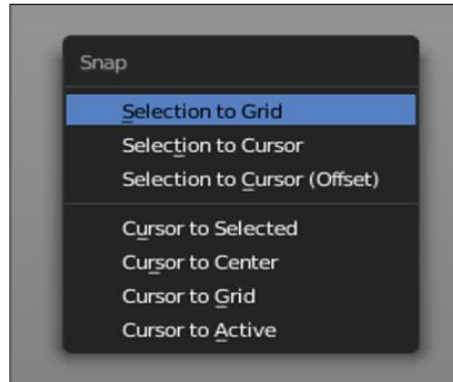 Snap
Selection to Grid
Selection to Cursor
Selection to Cursor (Offset)
Cursor to Selected
Cursor to Center
Cursor to Grid
Cursor to Active